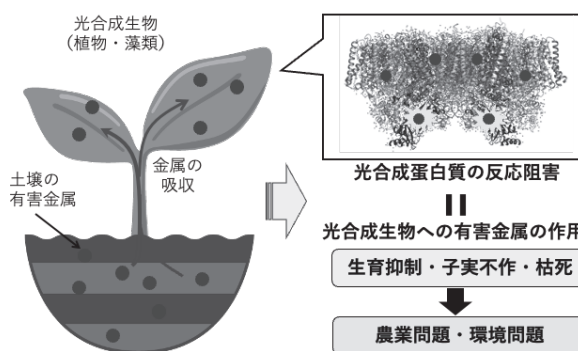 光合成生物
(植物・藻類)
金属の
吸収
土壌の
有害金属
光合成蛋白質の反応阻害
光合成生物への有害金属の作用
生育抑制・子実不作・枯死
農業問題・環境問題